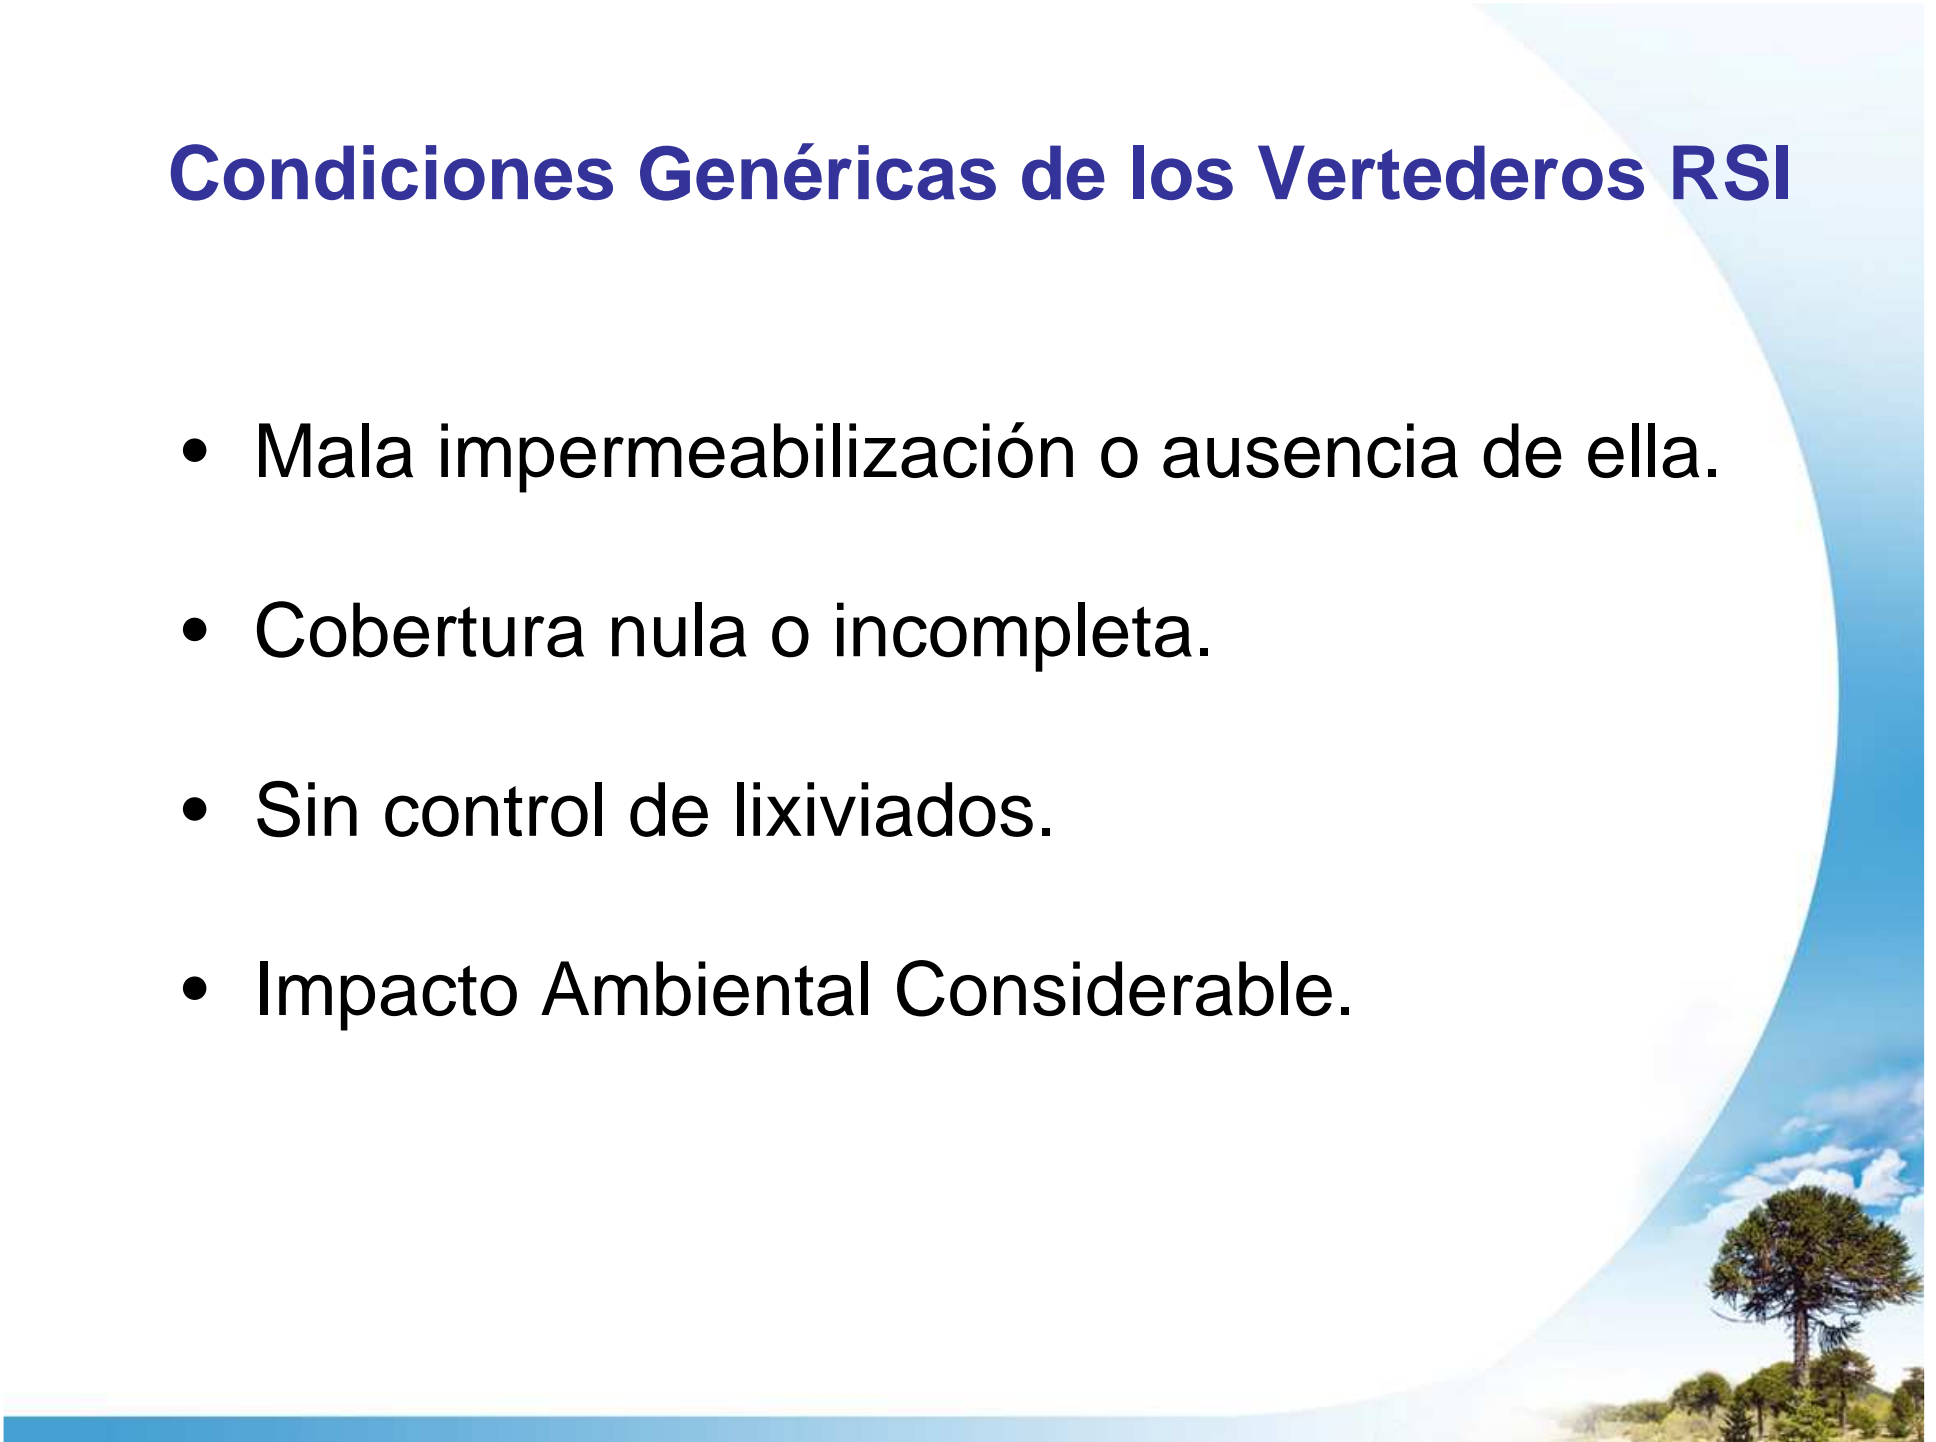 Condiciones Genéricas de los Vertederos RSI
• Mala impermeabilización o ausencia de ella.
• Cobertura nula o incompleta.
• Sin control de lixiviados.
• Impacto Ambiental Considerable.